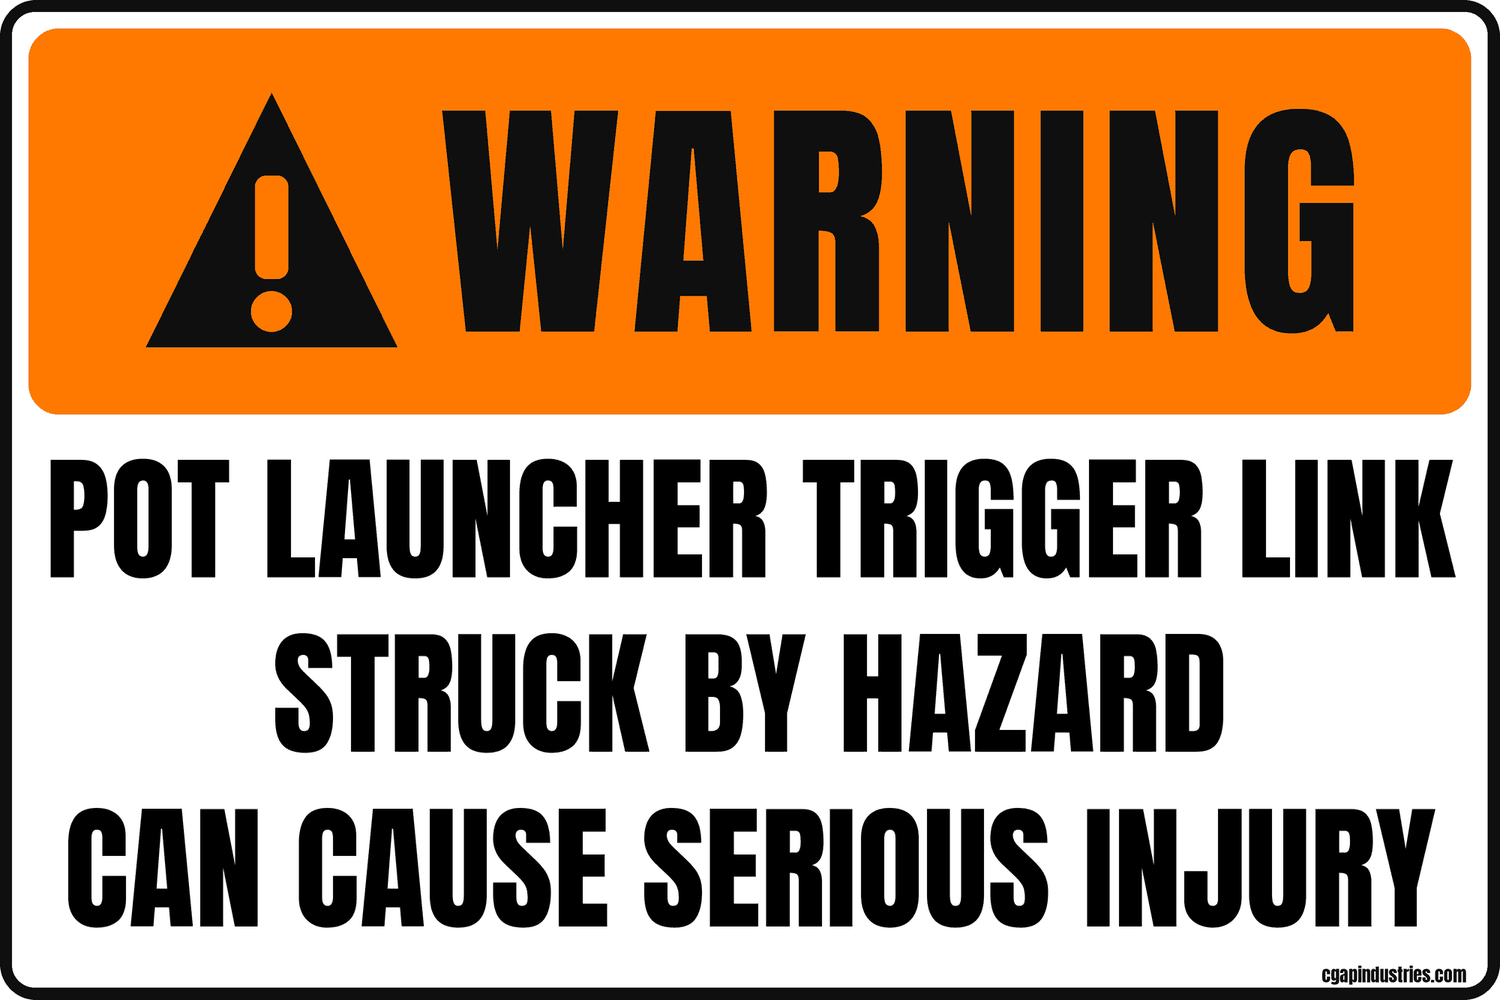 WARNING
POT LAUNCHER TRIGGER LINK
STRUCK BY HAZARD
CAN CAUSE SERIOUS INJURY
cgapindustries.com